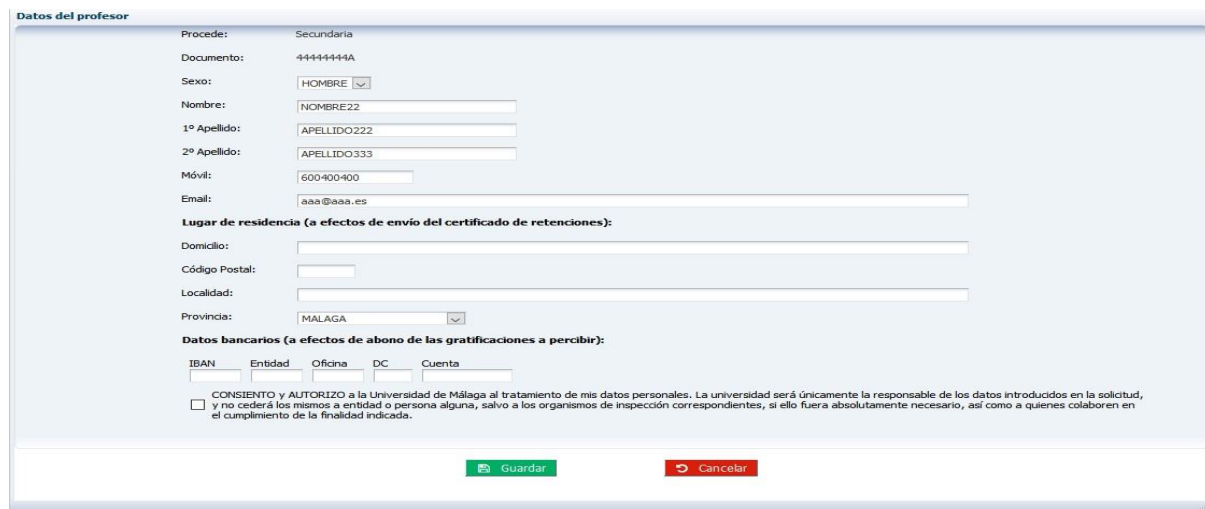 Datos del profesor
Procede: Secundaria
Documento: 44444444A
Sexo: HOMBRE
Nombre: NOMBRE22
1º Apellido: APELLIDO222
2º Apellido: APELLIDO333
Móvil: 600400400
Email: aaa@aaa.es
Lugar de residencia (a efectos de envío del certificado de retenciones):
Domicilio:
Código Postal:
Localidad:
Provincia: MALAGA
Datos bancarios (a efectos de abono de las gratificaciones a percibir):
IBAN Entidad Oficina DC Cuenta
CONSIENTO y AUTORIZO a la Universidad de Málaga al tratamiento de mis datos personales. La universidad será únicamente la responsable de los datos introducidos en la solicitud,
y no cederá los mismos a entidad o persona alguna, salvo a los organismos de inspección correspondientes, si ello fuera absolutamente necesario, así como a quienes colaboren en
el cumplimiento de la finalidad indicada.
Guardar Cancelar